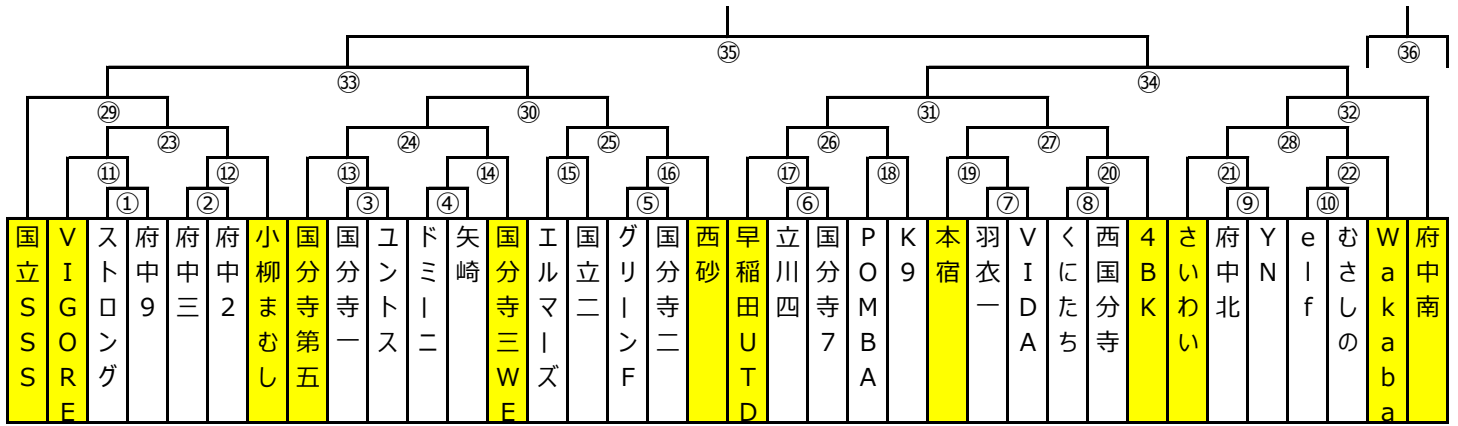 ㉟
㊱
㉝
㉞
㉙
㉚
㉛
㉜
㉓
㉔
㉕
㉖
㉗
㉘
⑪
⑫
⑬
⑭
⑮
⑯
⑰
⑱
⑲
⑳
㉑
㉒
①
②
③
④
⑤
⑥
⑦
⑧
⑨
⑩
国立SSS
VIGORE
ストロング
府中9
府中三
府中2
小柳まむし
国分寺第五
国分寺一
ユントス
ドミーニ
矢崎
国分寺三WE
エルマーズ
国立二
グリーンF
国分寺二
西砂
早稲田UTD
立川四
国分寺7
POMBA
K9
本宿
羽衣一
VIDA
くにたち
西国分寺
4BK
さいわい
府中北
YN
elf
むさしの
Wakaba
府中南